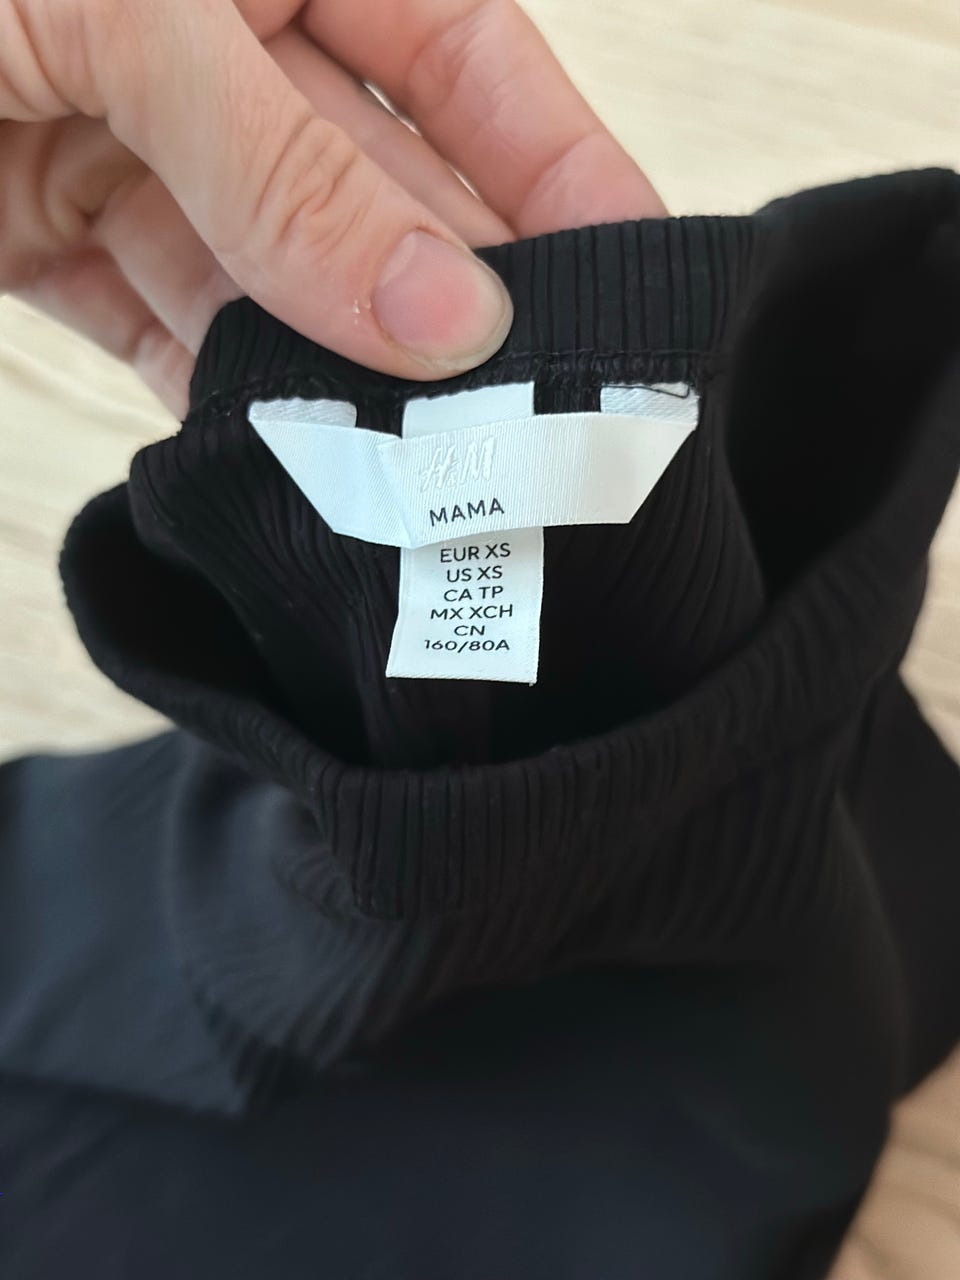 H&M
MAMA
EUR XS
US XS
CA TP
MX XCH
CN
160/80A